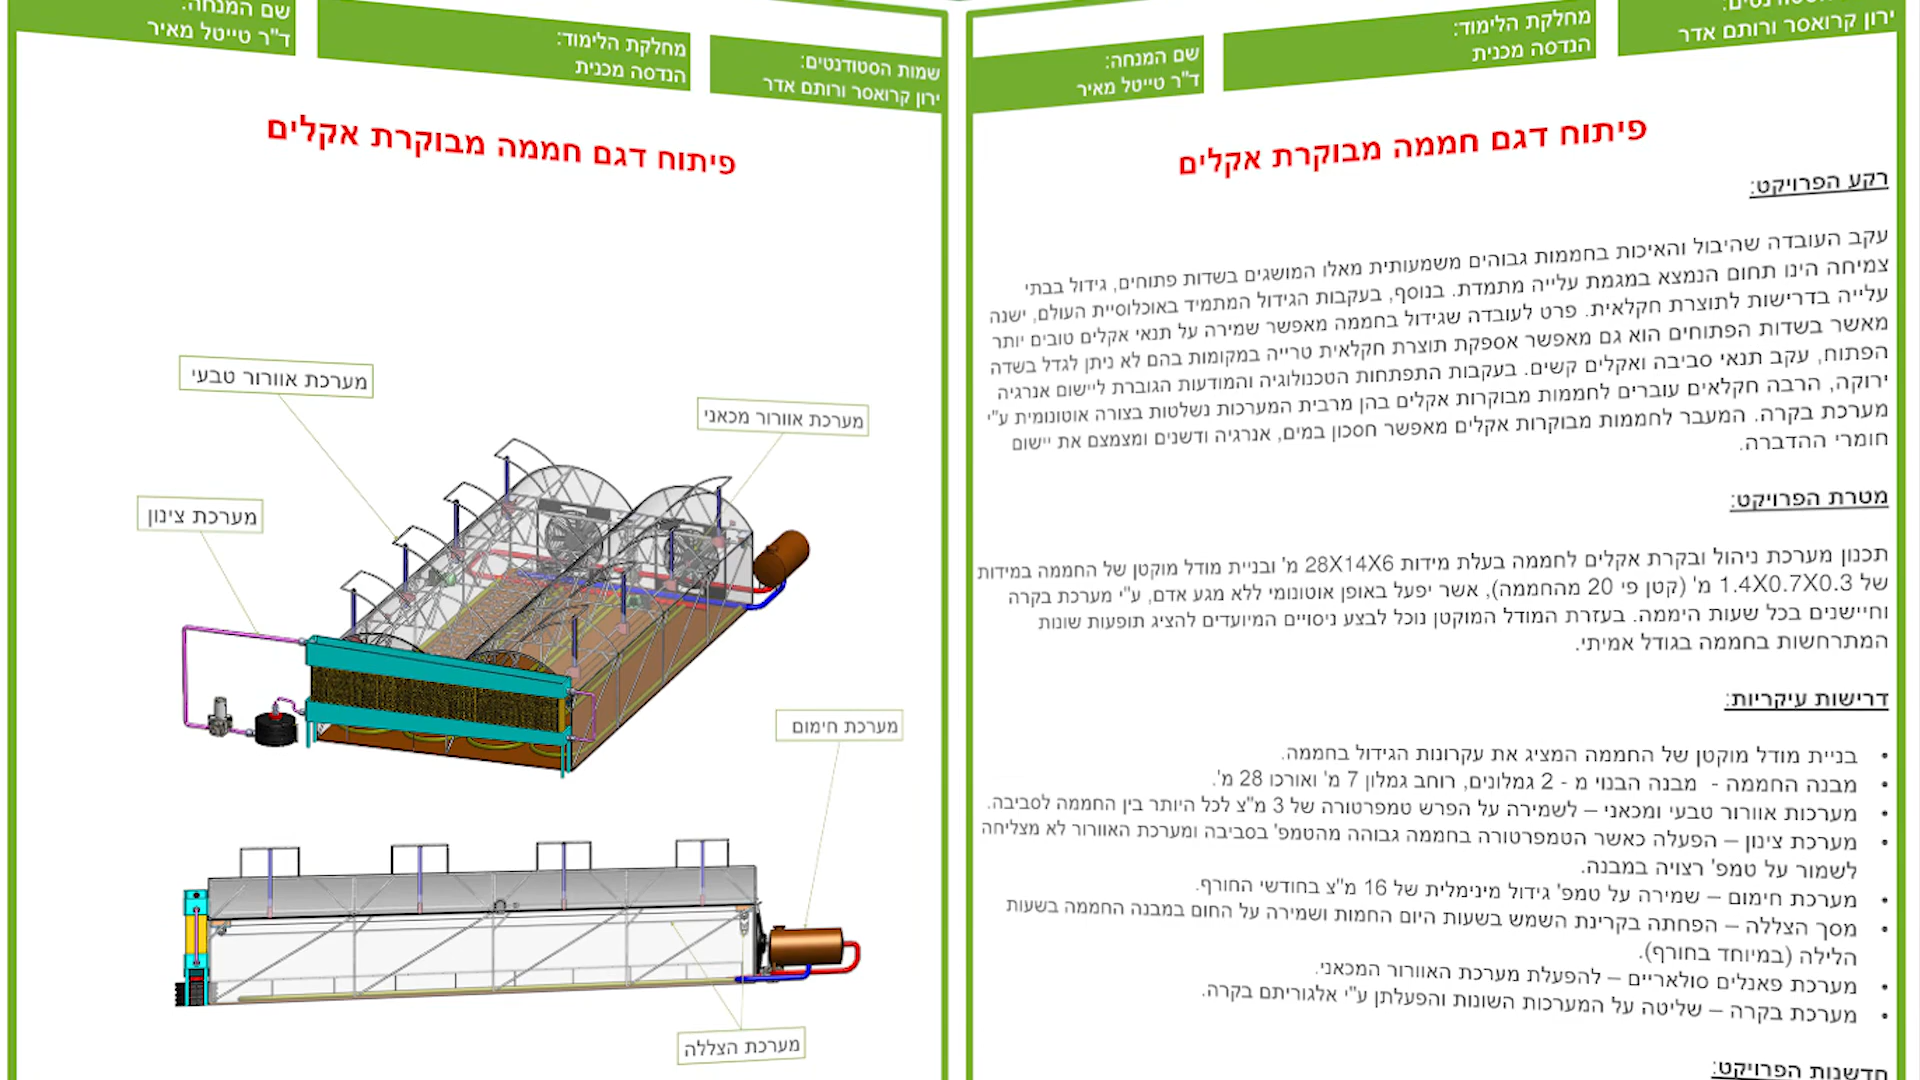 שמות הסטודנטים:
ירון קרואסר ורותם אדר
מחלקת הלימוד:
הנדסה מכנית
שם המנחה:
ד"ר טייטל מאיר
פיתוח דגם חממה מבוקרת אקלים
רקע הפרויקט:
עקב העובדה שהיבול והאיכות בחממות גבוהים משמעותית מאלו המושגים בשדות פתוחים, גידול בבתי
צמיחה הינו תחום הנמצא במגמת עלייה מתמדת. בנוסף, בעקבות הגידול המתמיד באוכלוסיית העולם, ישנה
עלייה בדרישות לתוצרת חקלאית. פרט לעובדה שגידול בחממה מאפשר שמירה על תנאי אקלים טובים יותר
מאשר בשדות הפתוחים הוא גם מאפשר אספקת תוצרת חקלאית טרייה במקומות בהם לא ניתן לגדל בשדה
הפתוח, עקב תנאי סביבה ואקלים קשים. בעקבות התפתחות הטכנולוגיה והמודעות הגוברת ליישום אנרגיה
ירוקה, הרבה חקלאים עוברים לחממות מבוקרות אקלים בהן מרבית המערכות נשלטות בצורה אוטונומית ע"י
מערכת בקרה. המעבר לחממות מבוקרות אקלים מאפשר חסכון במים, אנרגיה ודשנים ומצמצם את יישום
חומרי ההדברה.
מטרת הפרויקט:
תכנון מערכת ניהול ובקרת אקלים לחממה בעלת מידות 28X14X6 מ' ובניית מודל מוקטן של החממה במידות
של 1.4X0.7X0.3 מ' (קטן פי 20 מהחממה), אשר יפעל באופן אוטונומי ללא מגע אדם, ע"י מערכת בקרה
וחיישנים בכל שעות היממה. בעזרת המודל המוקטן נוכל לבצע ניסויים המיועדים להציג תופעות שונות
המתרחשות בחממה בגודל אמיתי.
דרישות עיקריות:
• בניית מודל מוקטן של החממה המציג את עקרונות הגידול בחממה.
• מבנה החממה - מבנה הבנוי מ - 2 גמלונים, רוחב גמלון 7 מ' ואורכו 28 מ'.
• מערכות אוורור טבעי ומכאני – לשמירה על הפרש טמפרטורה של 3 מ"צ לכל היותר בין החממה לסביבה.
• מערכת צינון – הפעלה כאשר הטמפרטורה בחממה גבוהה מהטמפ' בסביבה ומערכת האוורור לא מצליחה
לשמור על טמפ' רצויה במבנה.
• מערכת חימום – שמירה על טמפ' גידול מינימלית של 16 מ"צ בחודשי החורף.
• מסך הצללה – הפחתה בקרינת השמש בשעות היום החמות ושמירה על החום במבנה החממה בשעות
הלילה (במיוחד בחורף).
• מערכת פאנלים סולאריים – להפעלת מערכת האוורור המכאני.
• מערכת בקרה – שליטה על המערכות השונות והפעלתן ע"י אלגוריתם בקרה.
חדשנות הפרויקט:
שמות הסטודנטים:
ירון קרואסר ורותם אדר
מחלקת הלימוד:
הנדסה מכנית
שם המנחה:
ד"ר טייטל מאיר
פיתוח דגם חממה מבוקרת אקלים
מערכת אוורור טבעי
מערכת אוורור מכאני
מערכת צינון
מערכת חימום
מערכת הצללה